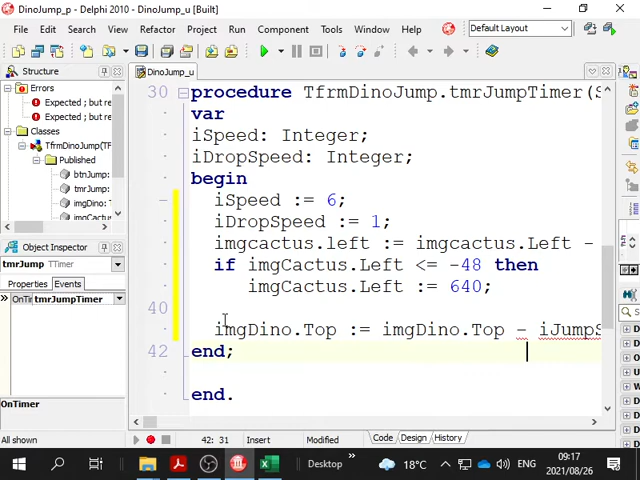 DinoJump_p - Delphi 2010 - DinoJump_u [Built]
File Edit Search View Refactor Project Run Component Tools Window Help
Default Layout
Structure
Errors
Expected ; but re
Expected ; but re
Classes
TfrmDinoJump(TF
Published
btnJump:
tmrJump:
imgDino:
imgCactus
Object Inspector
tmrJump TTimer
Properties Events
OnTim tmrJumpTimer
OnTimer
All shown
DinoJump_u
30 procedure TfrmDinoJump.tmrJumpTimer(S
var
iSpeed: Integer;
iDropSpeed: Integer;
begin
iSpeed := 6;
iDropSpeed := 1;
imgcactus.left := imgcactus.Left -
if imgCactus.Left <= -48 then
imgCactus.Left := 640;
40
imgDino.Top := imgDino.Top - iJumpS
42 end;
end.
42: 31 Insert Modified Code Design History
Desktop 18°C ENG 09:17
2021/08/26